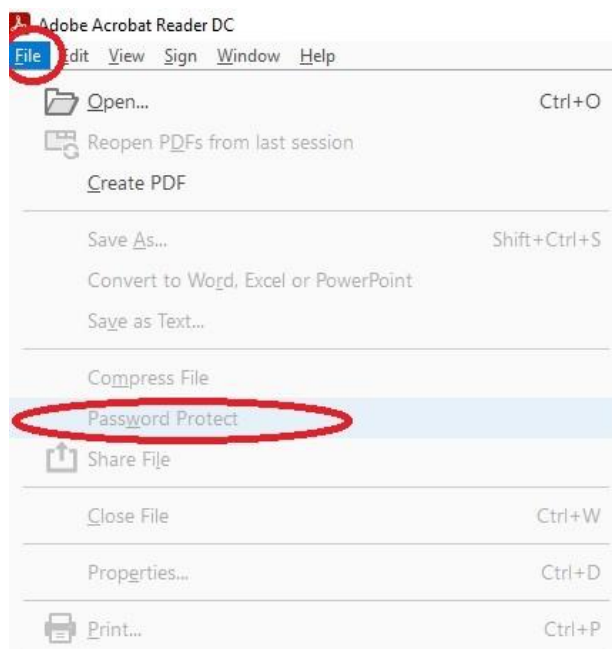 Adobe Acrobat Reader DC
File Edit View Sign Window Help
Open... Ctrl+O
Reopen PDFs from last session
Create PDF
Save As... Shift+Ctrl+S
Convert to Word, Excel or PowerPoint
Save as Text...
Compress File
Password Protect
Share File
Close File Ctrl+W
Properties... Ctrl+D
Print... Ctrl+P